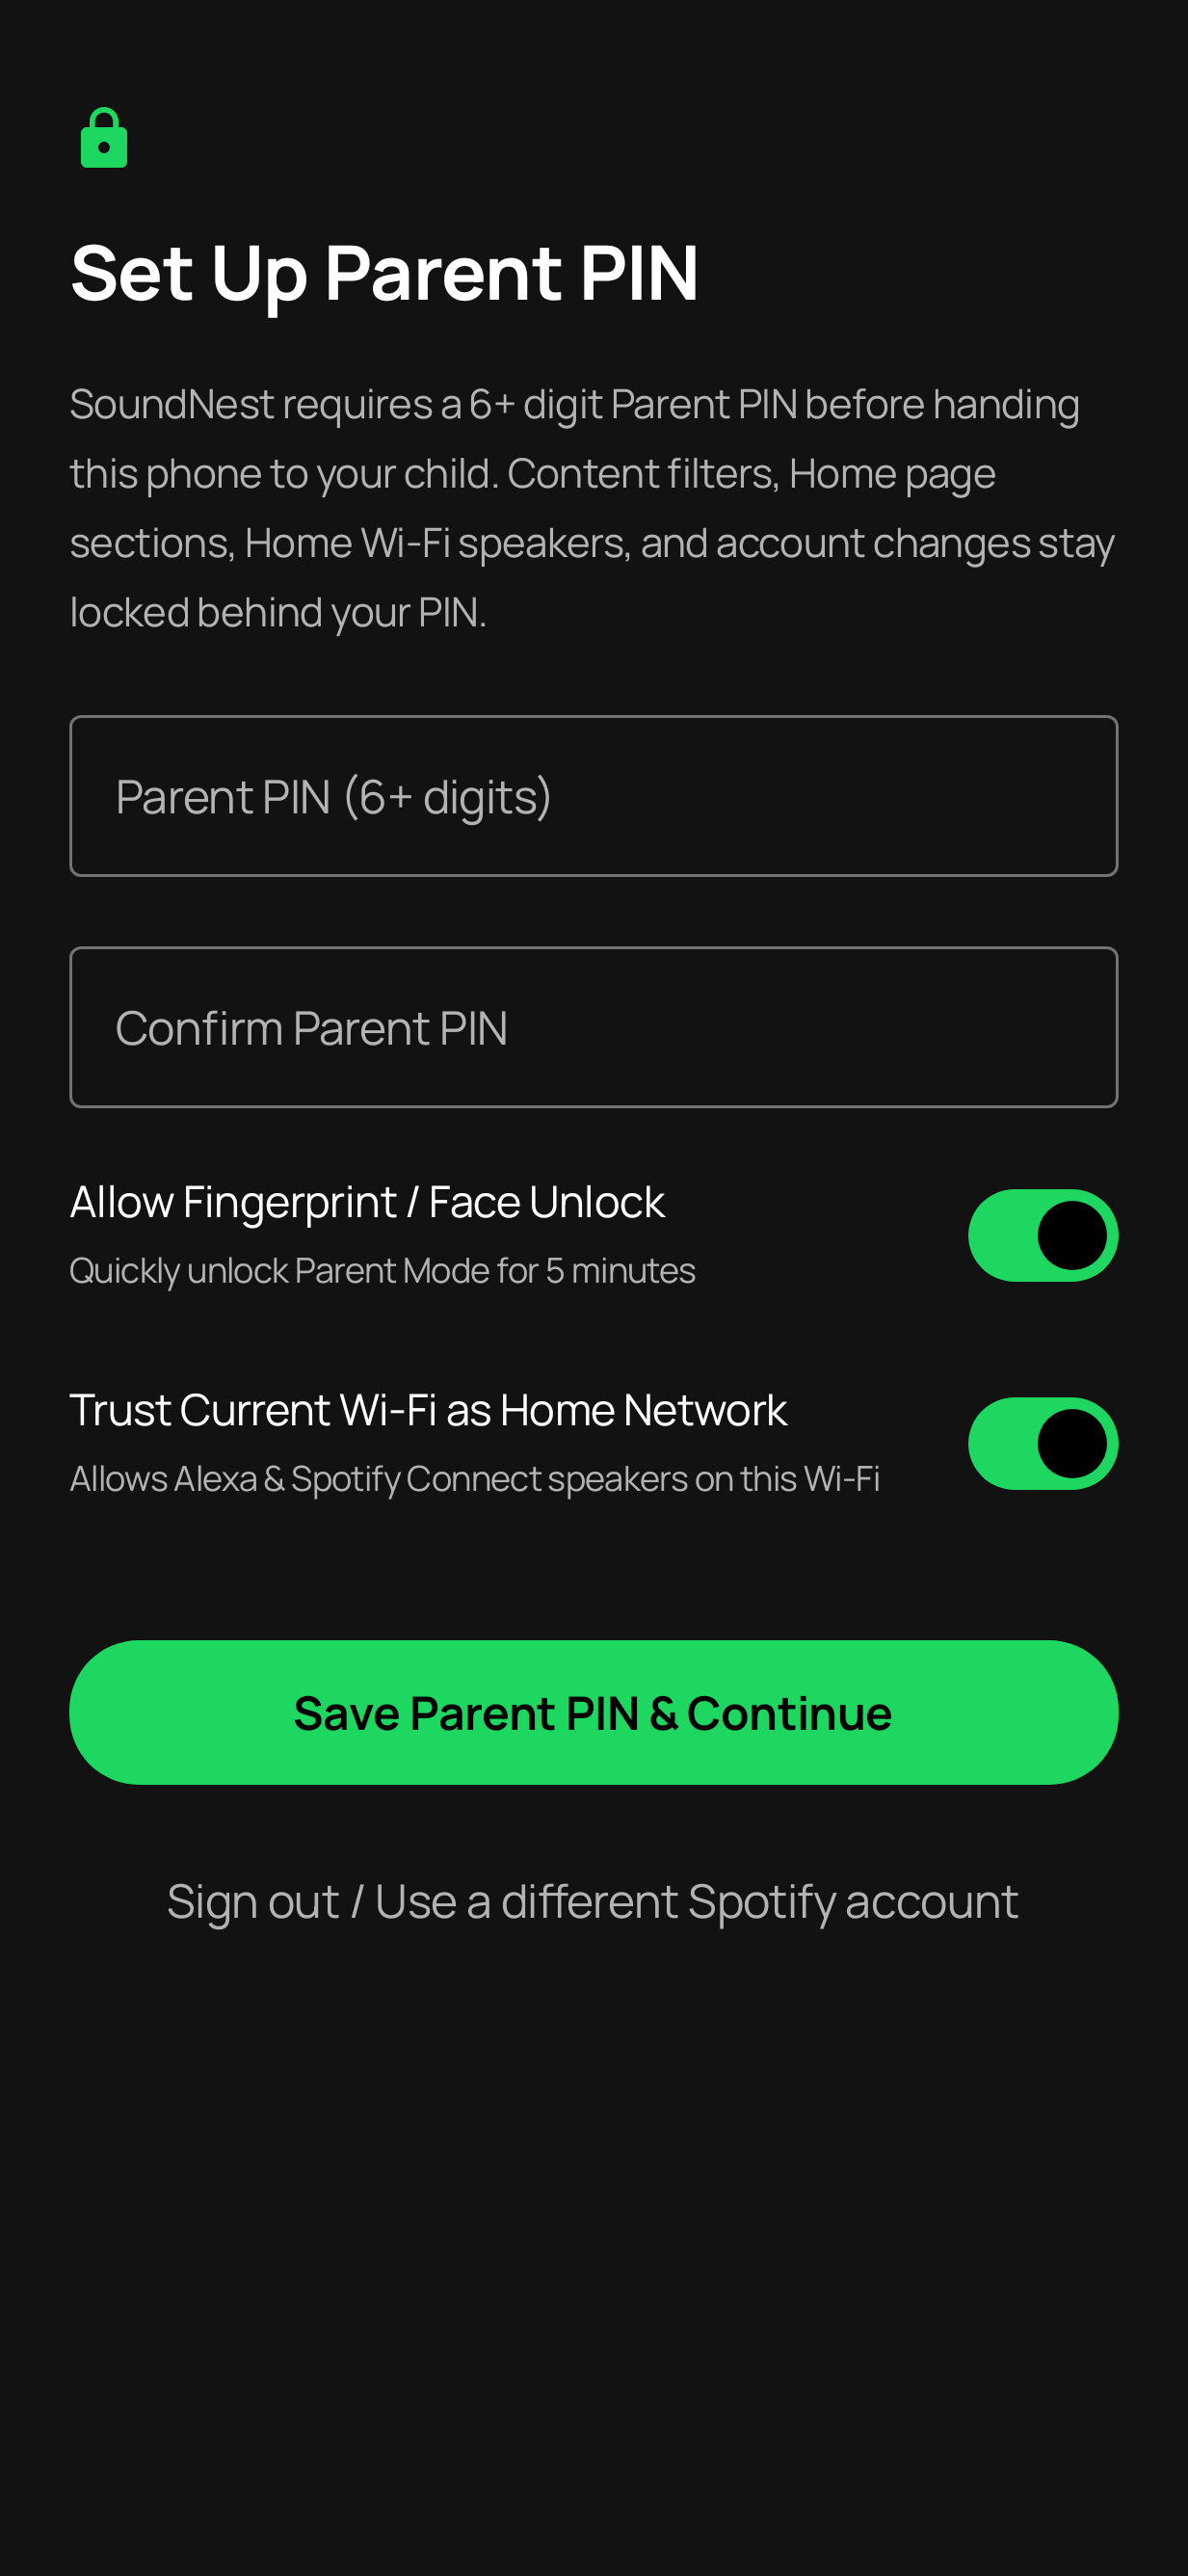 Set Up Parent PIN
SoundNest requires a 6+ digit Parent PIN before handing
this phone to your child. Content filters, Home page
sections, Home Wi-Fi speakers, and account changes stay
locked behind your PIN.
Parent PIN (6+ digits)
Confirm Parent PIN
Allow Fingerprint / Face Unlock
Quickly unlock Parent Mode for 5 minutes
Trust Current Wi-Fi as Home Network
Allows Alexa & Spotify Connect speakers on this Wi-Fi
Save Parent PIN & Continue
Sign out / Use a different Spotify account